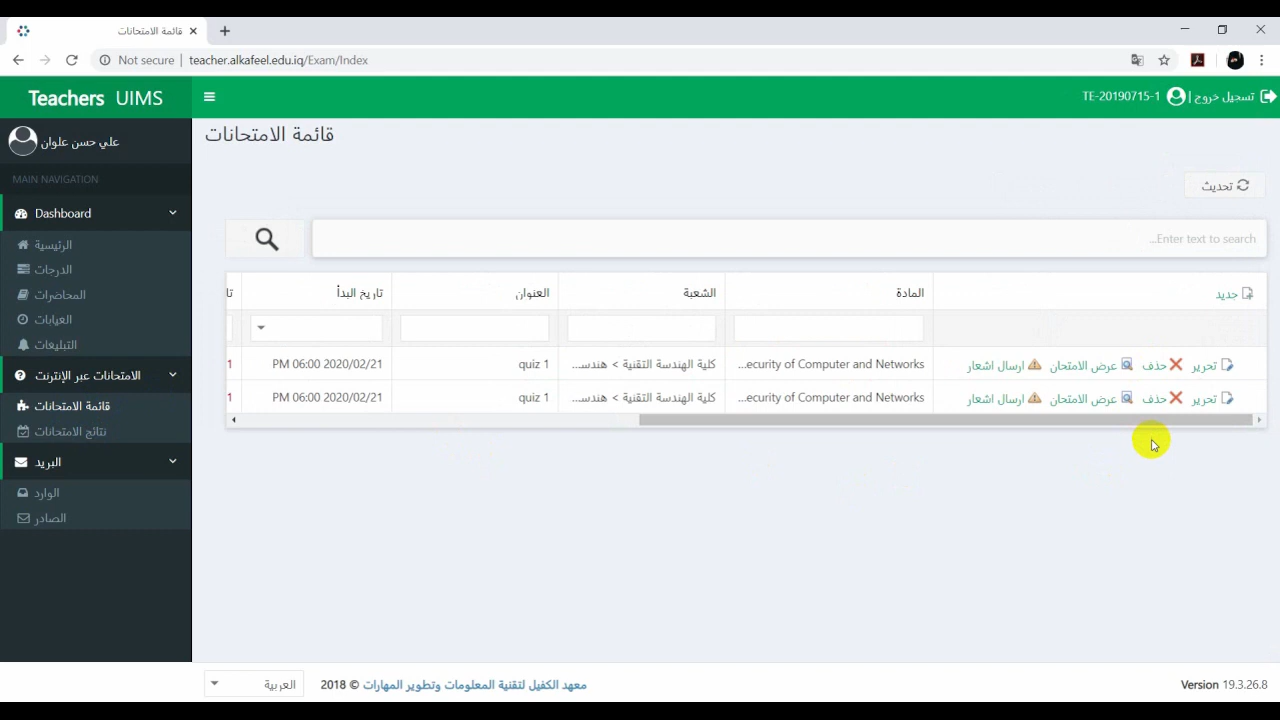 قائمة الامتحانات
Not secure | teacher.alkafeel.edu.iq/Exam/Index
Teachers UIMS
تسجيل خروج | TE-20190715-1
علي حسن علوان
MAIN NAVIGATION
Dashboard
الرئيسية
الدرجات
المحاضرات
الغيابات
التبليغات
الامتحانات عبر الإنترنت
قائمة الامتحانات
نتائج الامتحانات
البريد
الوارد
الصادر
قائمة الامتحانات
تحديث
Enter text to search...
جديد المادة الشعبة العنوان تاريخ البدأ تا
تحرير حذف عرض الامتحان ارسال اشعار ecurity of Computer and Networks... كلية الهندسة التقنية > هندسـ... quiz 1 2020/02/21 06:00 PM 1
تحرير حذف عرض الامتحان ارسال اشعار ecurity of Computer and Networks... كلية الهندسة التقنية > هندسـ... quiz 1 2020/02/21 06:00 PM 1
العربية
معهد الكفيل لتقنية المعلومات وتطوير المهارات © 2018
Version 19.3.26.8